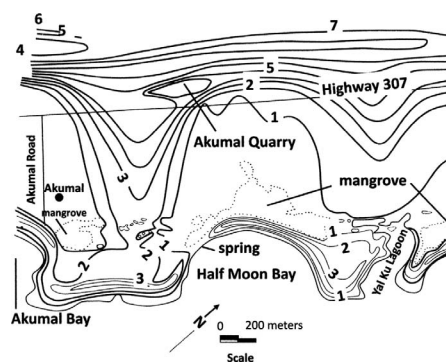 6
5
7
4
5
2
Highway 307
1
Akumal Quarry
Akumal Road
3
Akumal
mangrove
mangrove
1
2
1
2
2
spring
3
3
Half Moon Bay
1
Yal Ku Lagoon
Akumal Bay
N
0 200 meters
Scale